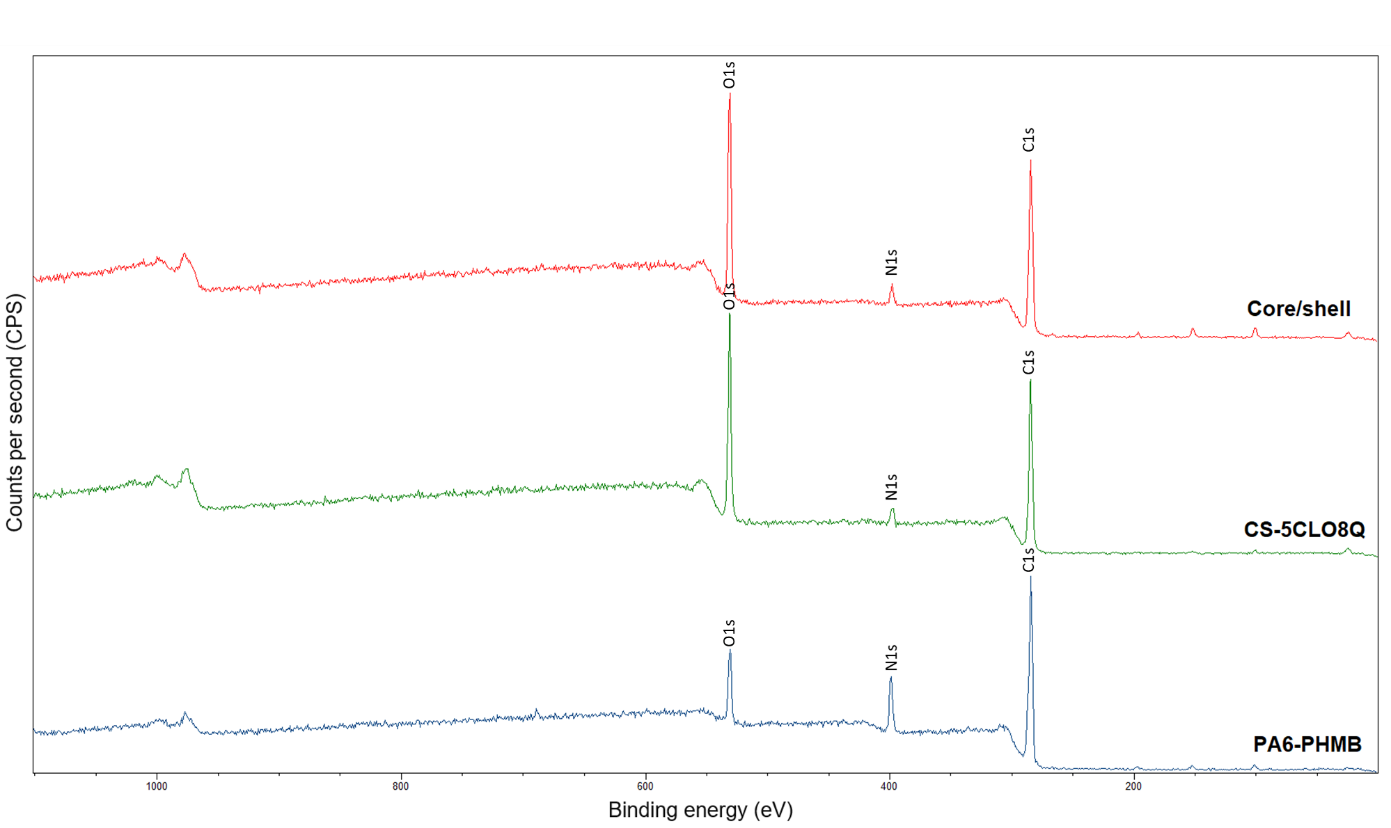 O1s
C1s
N1s
Core/shell
O1s
C1s
N1s
CS-5CLO8Q
C1s
O1s
N1s
PA6-PHMB
Counts per second (CPS)
1000
800
600
400
200
Binding energy (eV)